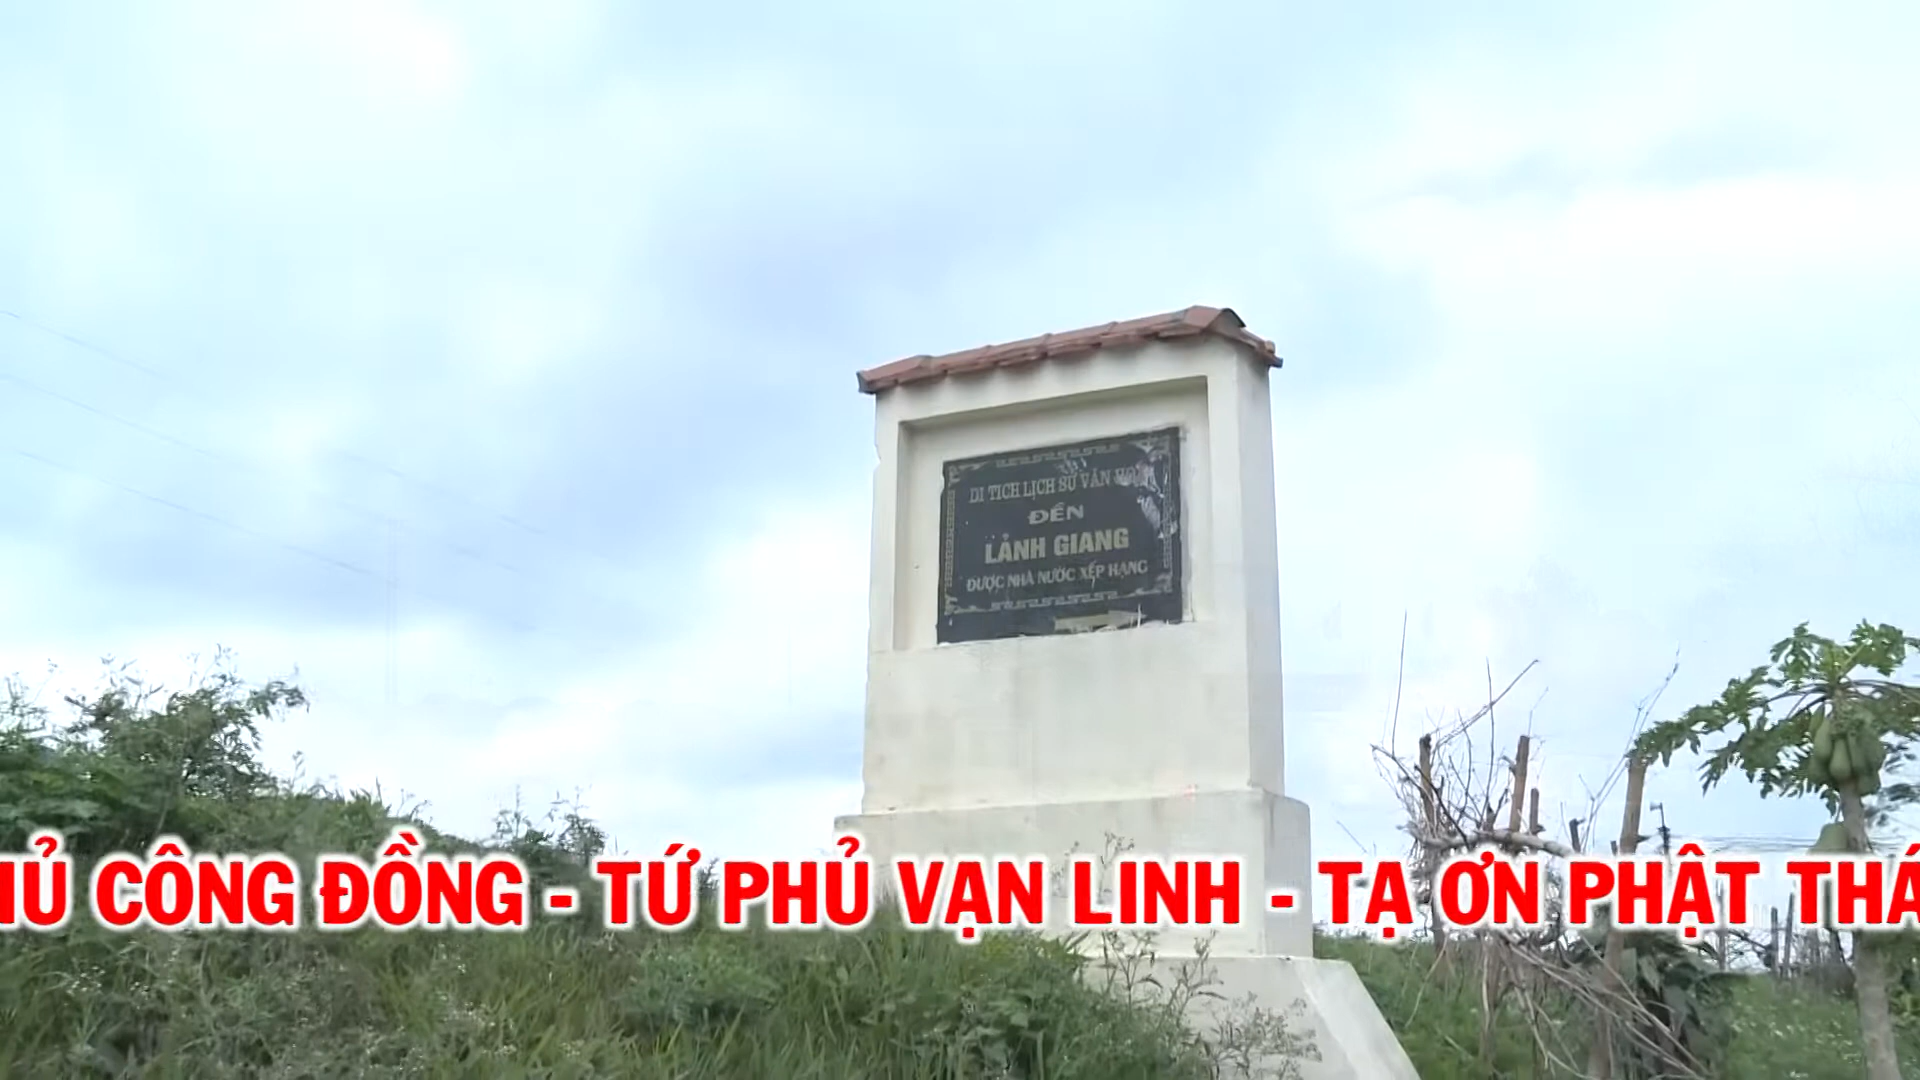 DI TÍCH LỊCH SỬ VĂN HOÁ
ĐỀN
LẢNH GIANG
ĐƯỢC NHÀ NƯỚC XẾP HẠNG
HỦ CÔNG ĐỒNG - TỨ PHỦ VẠN LINH - TẠ ƠN PHẬT THÁ